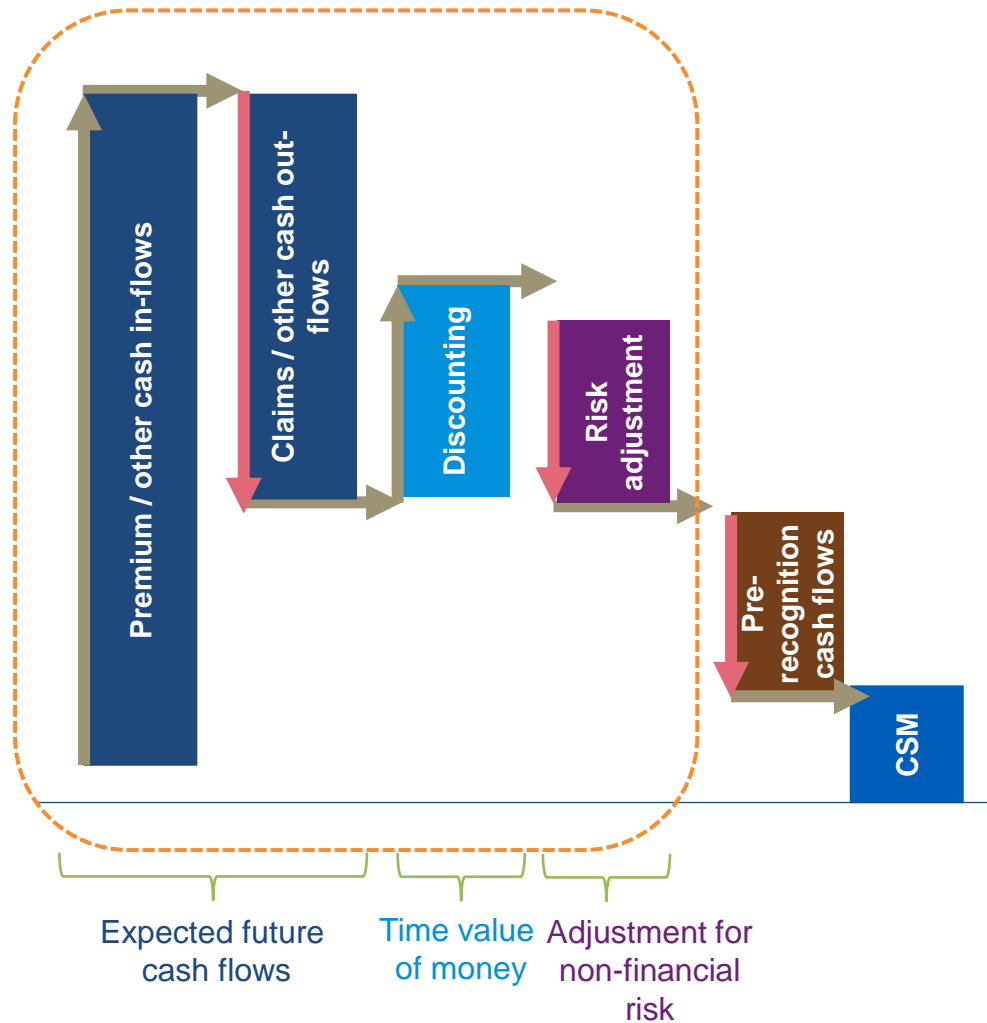 Premium / other cash in-flows
Claims / other cash out-
flows
Discounting
Risk
adjustment
Pre-
recognition
cash flows
CSM
Expected future
cash flows
Time value
of money
Adjustment for
non-financial
risk